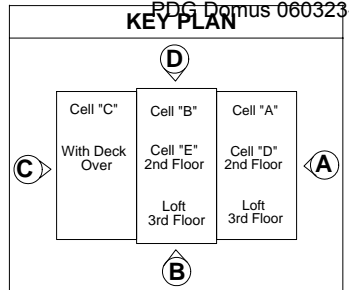 PDG Domus 060323
KEY PLAN
D
Cell "C"
With Deck
Over
Cell "B"
Cell "E"
2nd Floor
Loft
3rd Floor
Cell "A"
Cell "D"
2nd Floor
Loft
3rd Floor
C
A
B